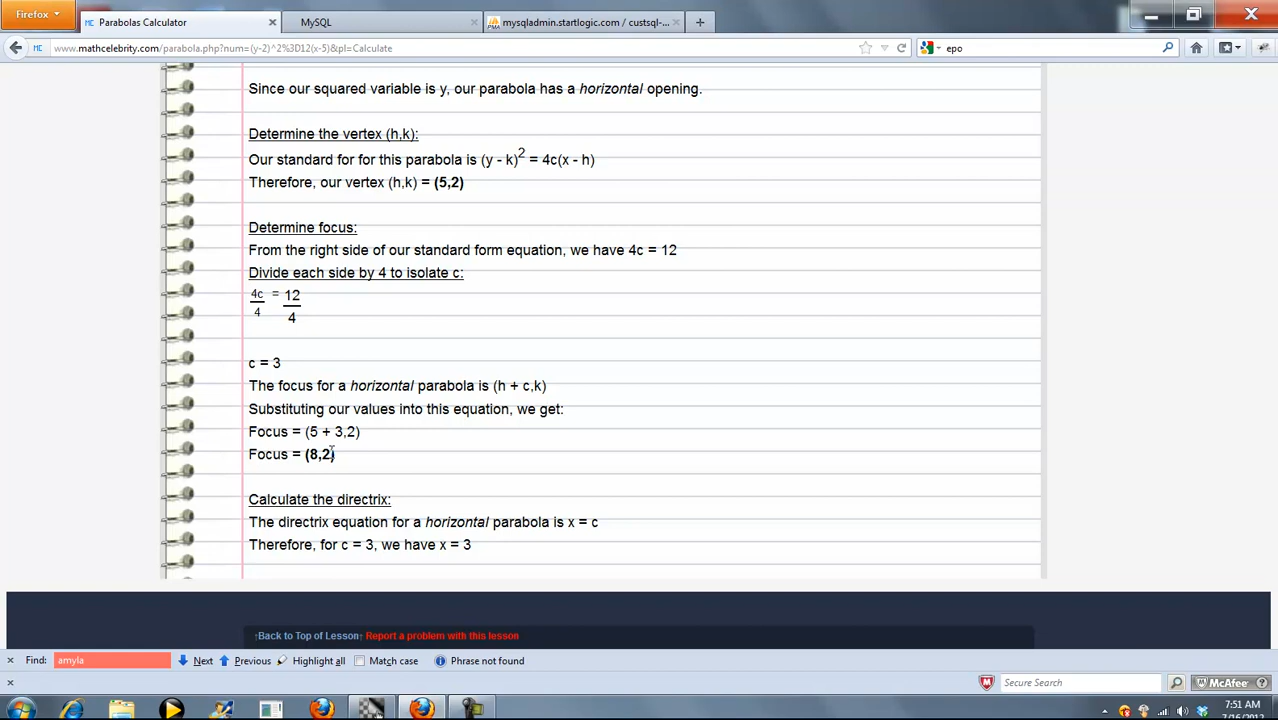 Firefox
Parabolas Calculator
MySQL
mysqladmin.startlogic.com / custsql-...
www.mathcelebrity.com/parabola.php?num=(y-2)^2%3D12(x-5)&pl=Calculate
epo
Since our squared variable is y, our parabola has a horizontal opening.
Determine the vertex (h,k):
Our standard for for this parabola is (y - k)2 = 4c(x - h)
Therefore, our vertex (h,k) = (5,2)
Determine focus:
From the right side of our standard form equation, we have 4c = 12
Divide each side by 4 to isolate c:
4c = 12
4 4
c = 3
The focus for a horizontal parabola is (h + c,k)
Substituting our values into this equation, we get:
Focus = (5 + 3,2)
Focus = (8,2)
Calculate the directrix:
The directrix equation for a horizontal parabola is x = c
Therefore, for c = 3, we have x = 3
↑Back to Top of Lesson↑ Report a problem with this lesson
Find: amyla Next Previous Highlight all Match case Phrase not found
Secure Search McAfee
7:51 AM
7/16/2012